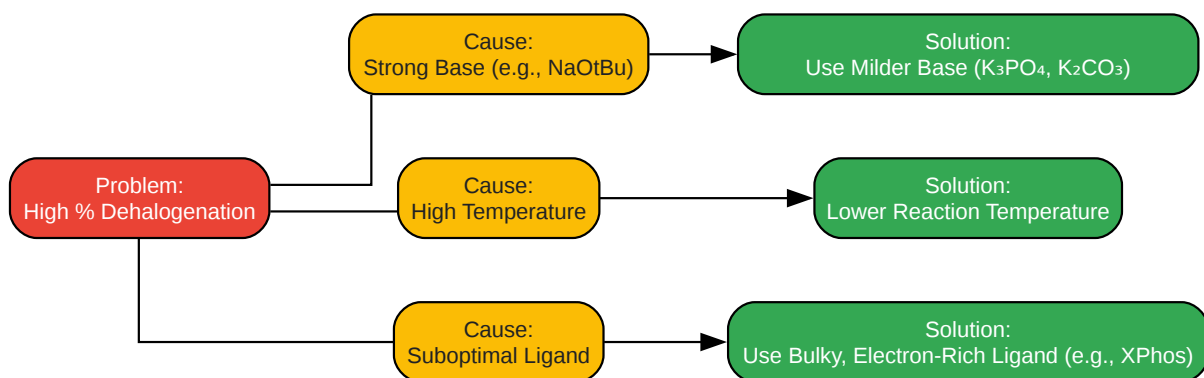 Problem:
High % Dehalogenation
Cause:
Strong Base (e.g., NaOtBu)
Solution:
Use Milder Base (K₃PO₄, K₂CO₃)
Cause:
High Temperature
Solution:
Lower Reaction Temperature
Cause:
Suboptimal Ligand
Solution:
Use Bulky, Electron-Rich Ligand (e.g., XPhos)